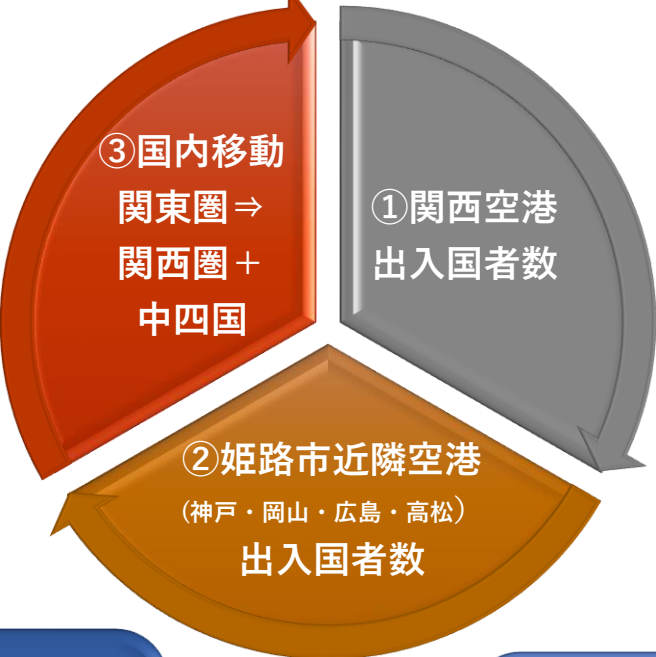 ①関西空港
出入国者数
②姫路市近隣空港
(神戸・岡山・広島・高松)
出入国者数
③国内移動
関東圏⇒
関西圏＋
中四国